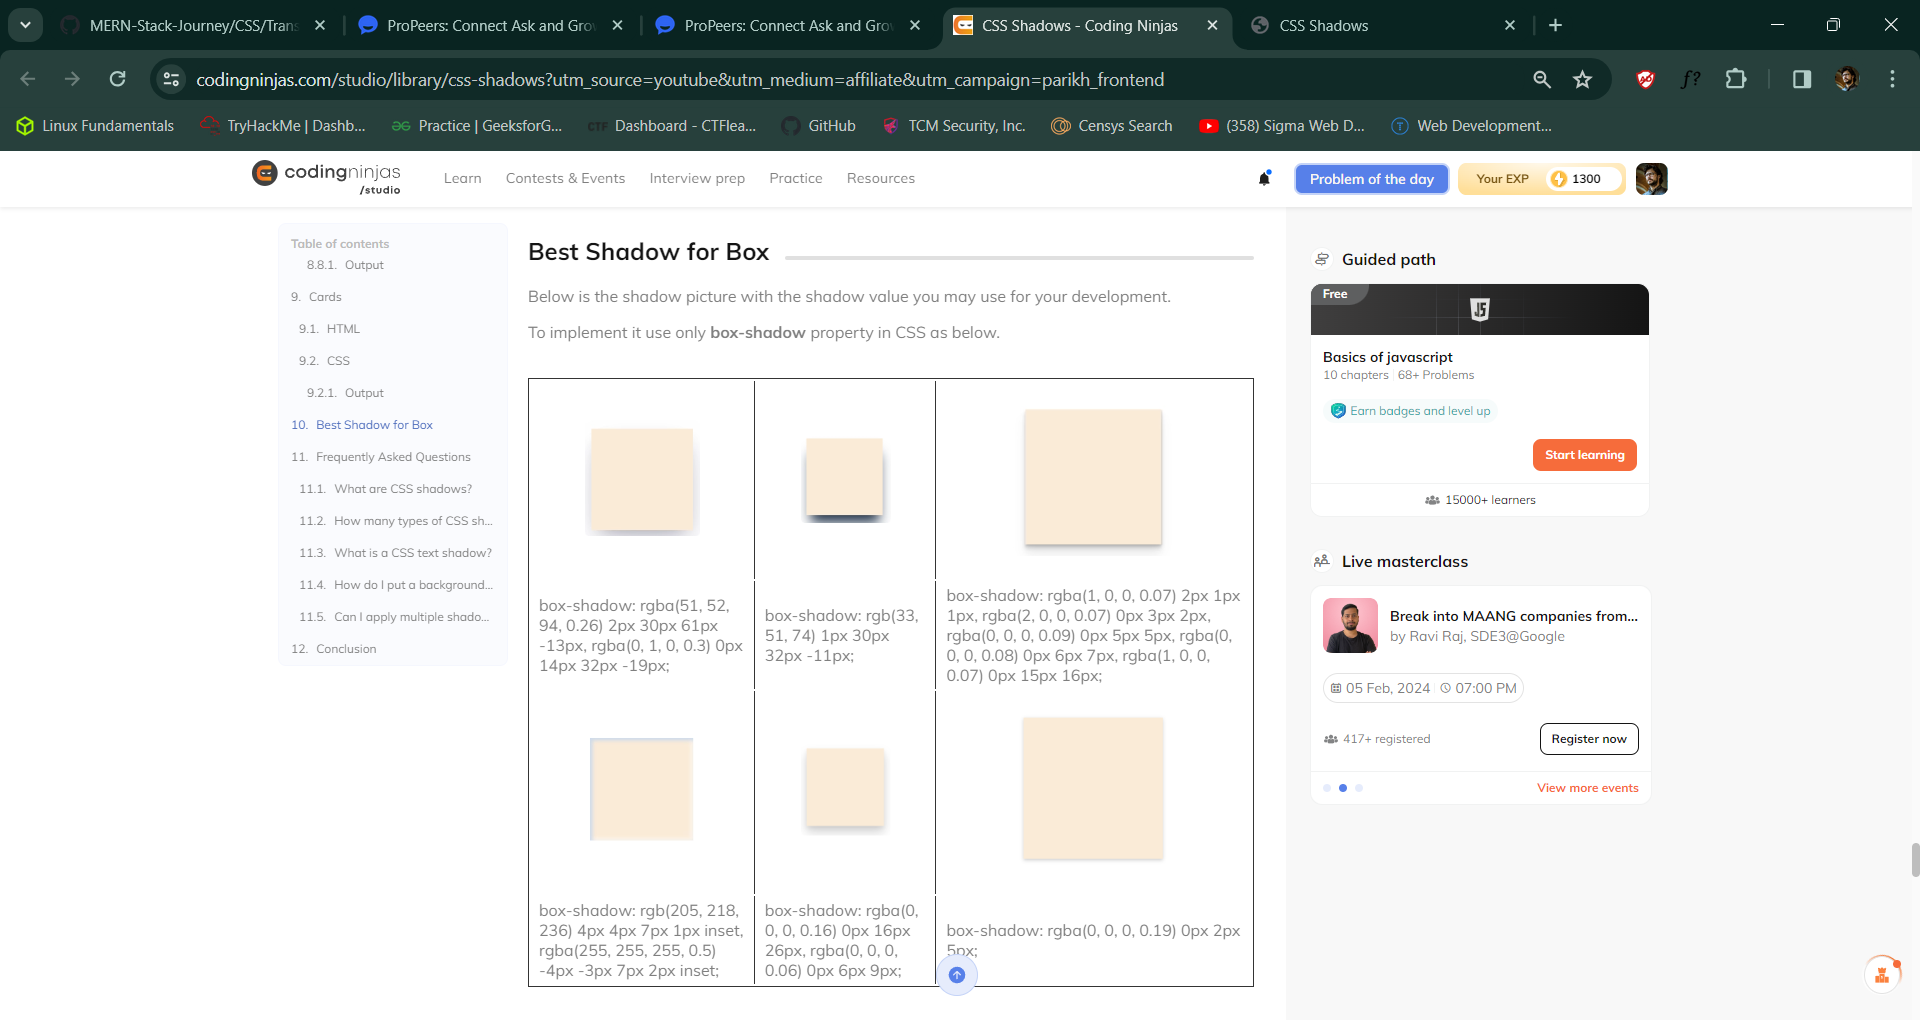 MERN-Stack-Journey/CSS/Trans
ProPeers: Connect Ask and Grow
ProPeers: Connect Ask and Grow
CSS Shadows - Coding Ninjas
CSS Shadows
codingninjas.com/studio/library/css-shadows?utm_source=youtube&utm_medium=affiliate&utm_campaign=parikh_frontend
f?
Linux Fundamentals
TryHackMe | Dashb...
Practice | GeeksforG...
CTF
Dashboard - CTFlea...
GitHub
TCM Security, Inc.
Censys Search
(358) Sigma Web D...
Web Development...
codingninjas
/studio
Learn
Contests & Events
Interview prep
Practice
Resources
Problem of the day
Your EXP
1300
Table of contents
8.8.1. Output
9. Cards
9.1. HTML
9.2. CSS
9.2.1. Output
10. Best Shadow for Box
11. Frequently Asked Questions
11.1. What are CSS shadows?
11.2. How many types of CSS sh...
11.3. What is a CSS text shadow?
11.4. How do I put a background...
11.5. Can I apply multiple shado...
12. Conclusion
Best Shadow for Box
Below is the shadow picture with the shadow value you may use for your development.
To implement it use only box-shadow property in CSS as below.
box-shadow: rgba(51, 52,
94, 0.26) 2px 30px 61px
-13px, rgba(0, 1, 0, 0.3) 0px
14px 32px -19px;
box-shadow: rgb(33,
51, 74) 1px 30px
32px -11px;
box-shadow: rgba(1, 0, 0, 0.07) 2px 1px
1px, rgba(2, 0, 0, 0.07) 0px 3px 2px,
rgba(0, 0, 0, 0.09) 0px 5px 5px, rgba(0,
0, 0, 0.08) 0px 6px 7px, rgba(1, 0, 0,
0.07) 0px 15px 16px;
box-shadow: rgb(205, 218,
236) 4px 4px 7px 1px inset,
rgba(255, 255, 255, 0.5)
-4px -3px 7px 2px inset;
box-shadow: rgba(0,
0, 0, 0.16) 0px 16px
26px, rgba(0, 0, 0,
0.06) 0px 6px 9px;
box-shadow: rgba(0, 0, 0, 0.19) 0px 2px
5px;
Guided path
Free
JS
Basics of javascript
10 chapters 68+ Problems
Earn badges and level up
Start learning
15000+ learners
Live masterclass
Break into MAANG companies from...
by Ravi Raj, SDE3@Google
05 Feb, 2024 07:00 PM
417+ registered
Register now
View more events